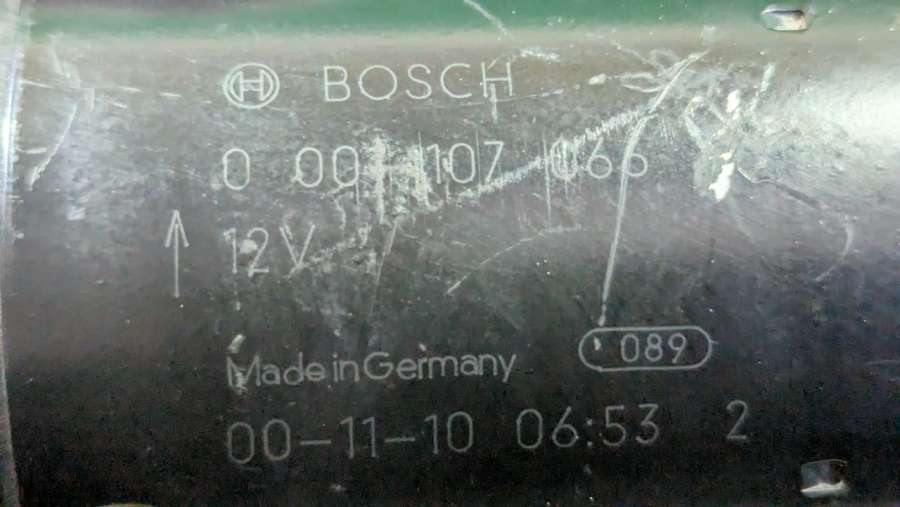 BOSCH
0 001 107 066
12V
089
Made in Germany
00-11-10 06:53 2